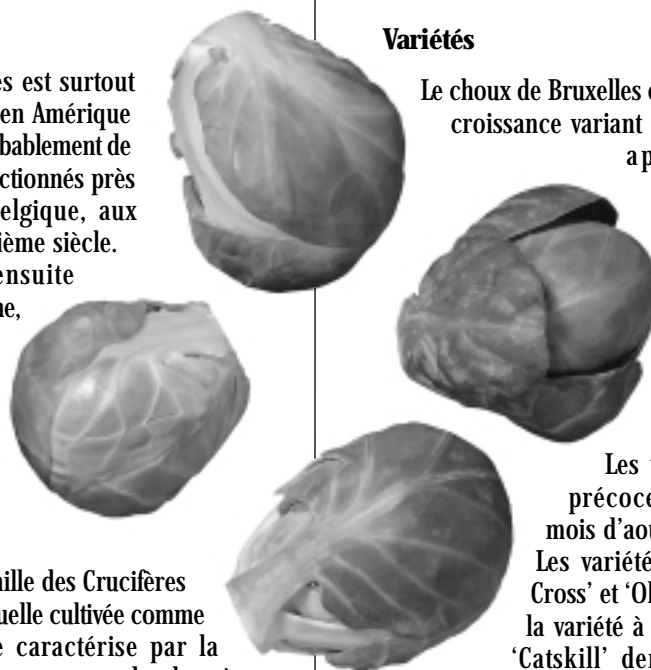 es est surtout
en Amérique
bablement de
ctionnés près
elgique, aux
ième siècle.
ensuite
ne,
ille des Crucifères
uelle cultivée comme
e caractérise par la
Variétés
Le choux de Bruxelles
croissance variant
ap
Les
précoce
mois d'aou
Les variété
Cross' et ‘Ol
la variété à
‘Catskill’ der